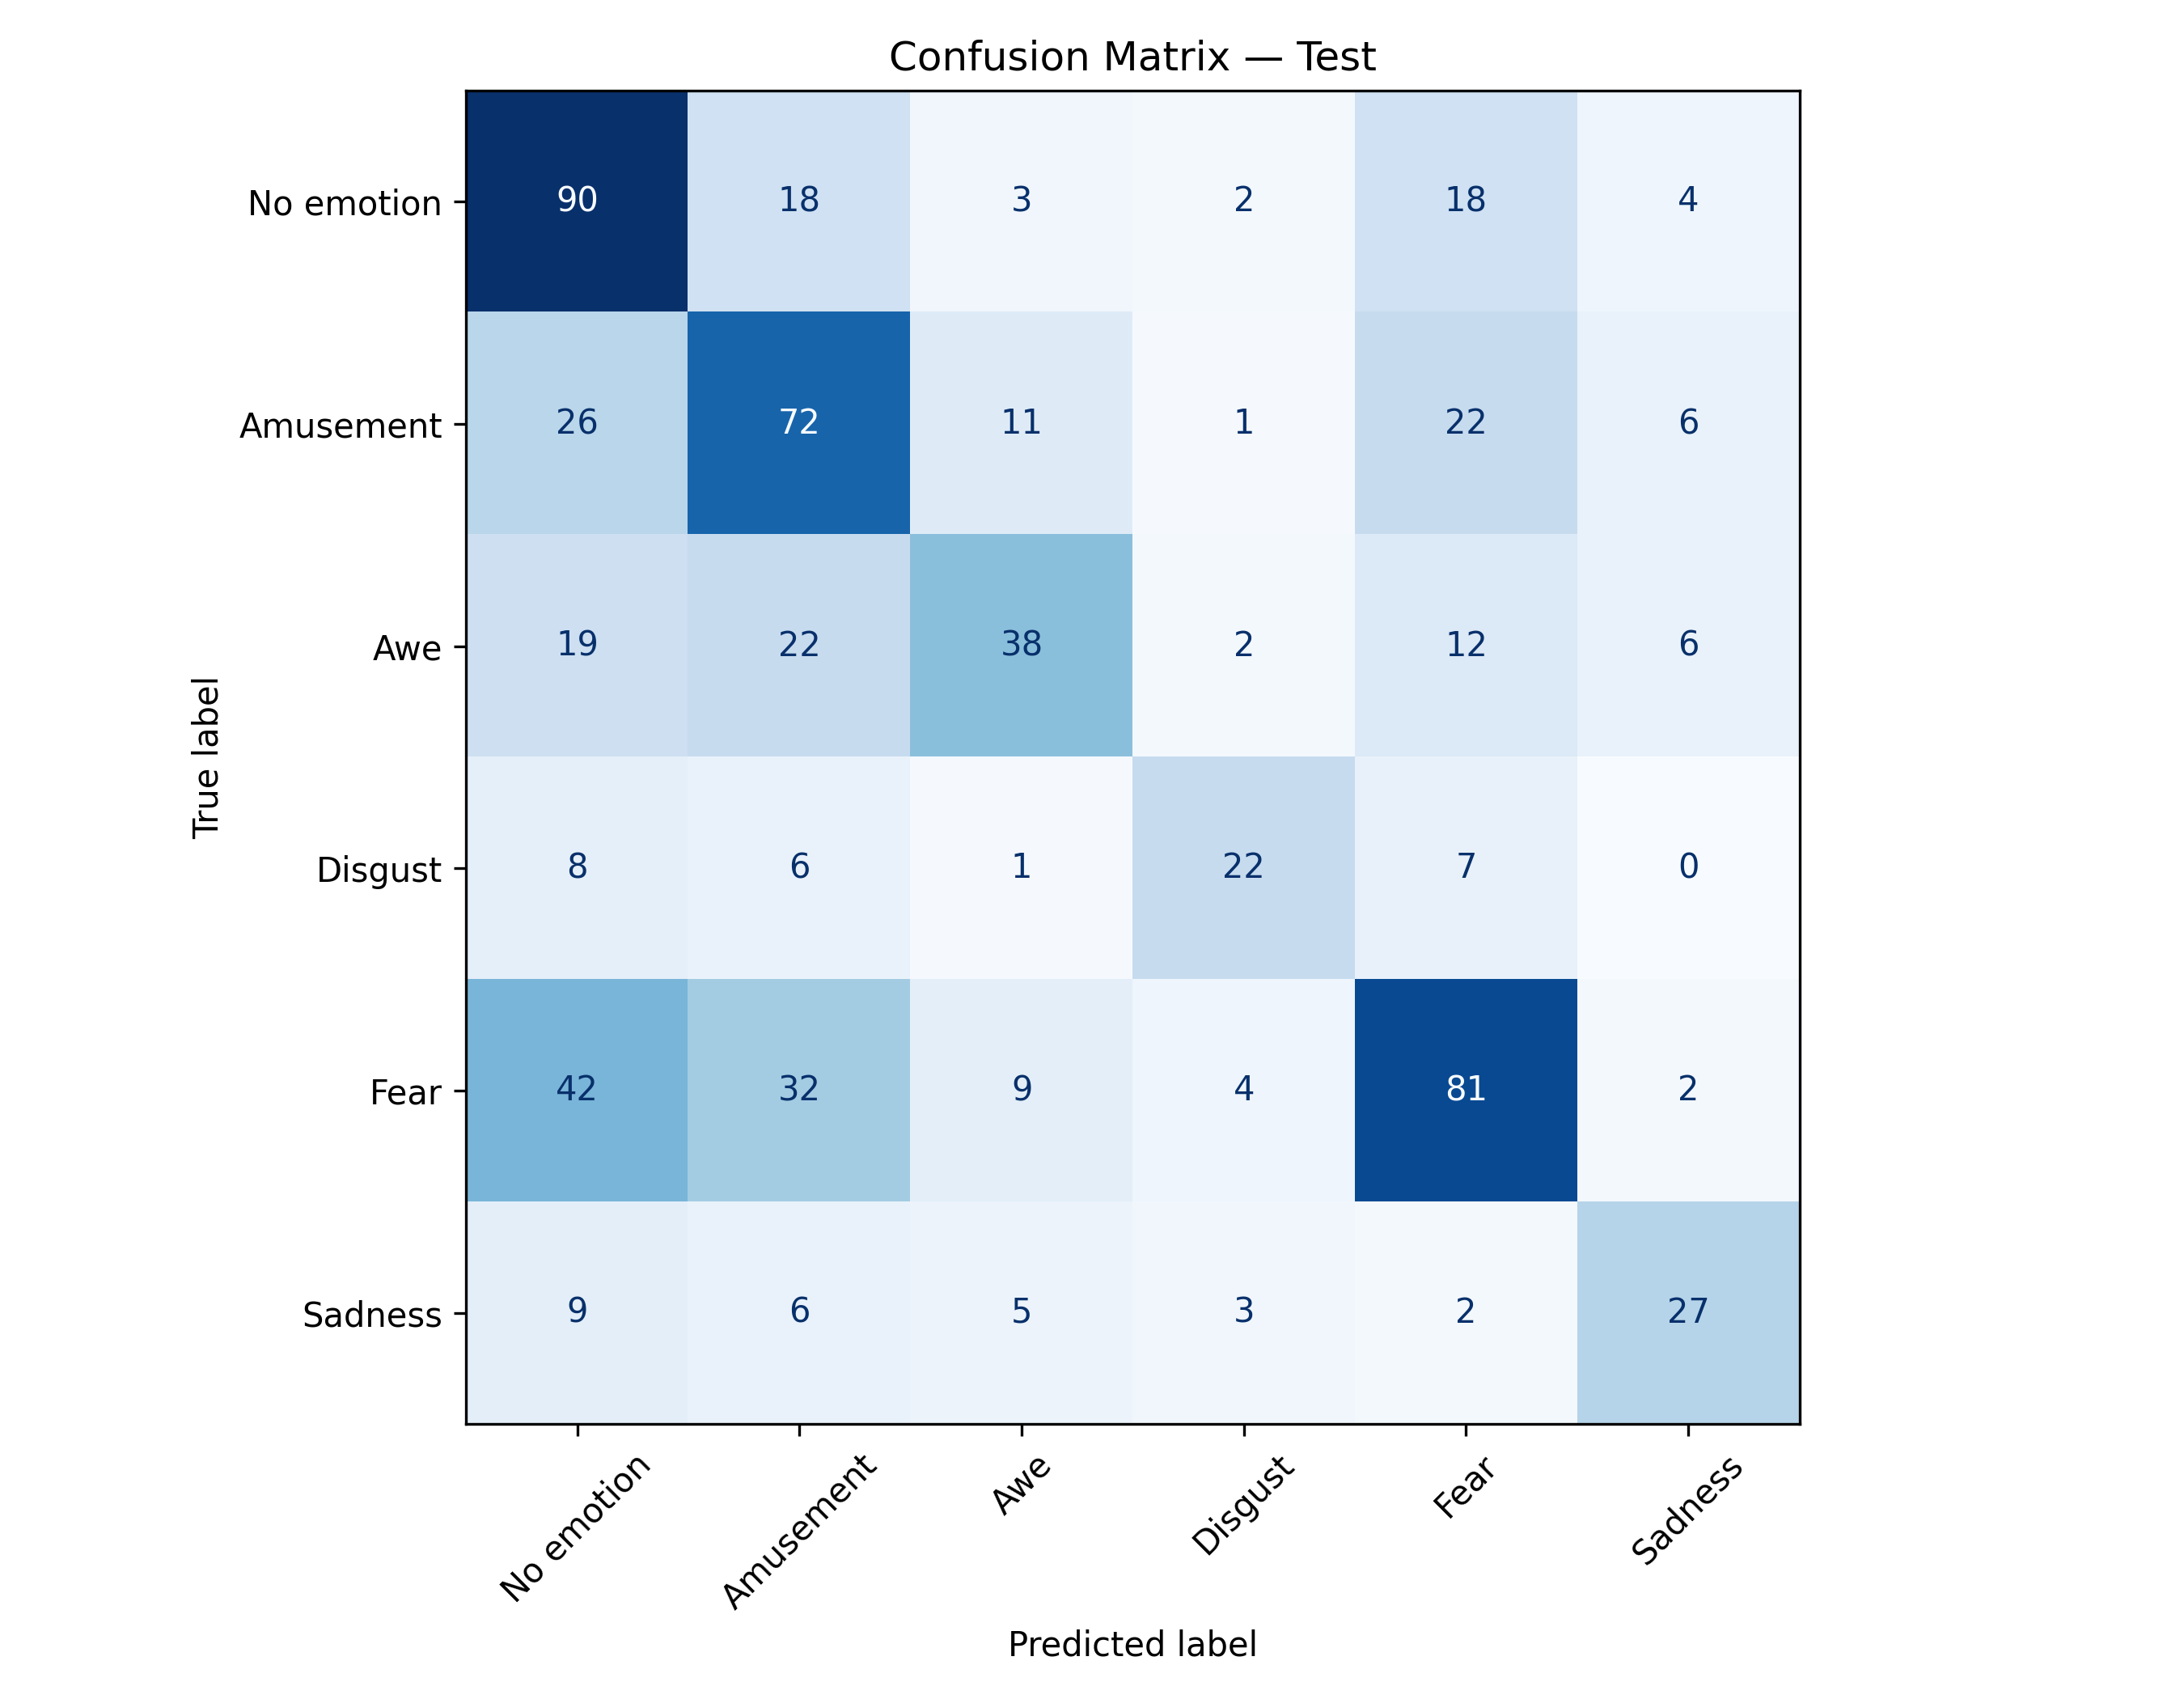 Confusion Matrix — Test
No emotion 90 18 3 2 18 4
Amusement 26 72 11 1 22 6
Awe 19 22 38 2 12 6
Disgust 8 6 1 22 7 0
Fear 42 32 9 4 81 2
Sadness 9 6 5 3 2 27
True label
No emotion Amusement Awe Disgust Fear Sadness
Predicted label